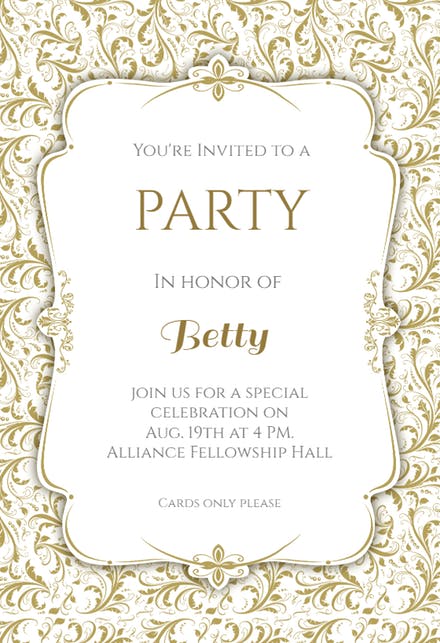 You're Invited to a
PARTY
In honor of
Betty
join us for a special
celebration on
Aug. 19th at 4 PM.
Alliance Fellowship Hall
Cards only please